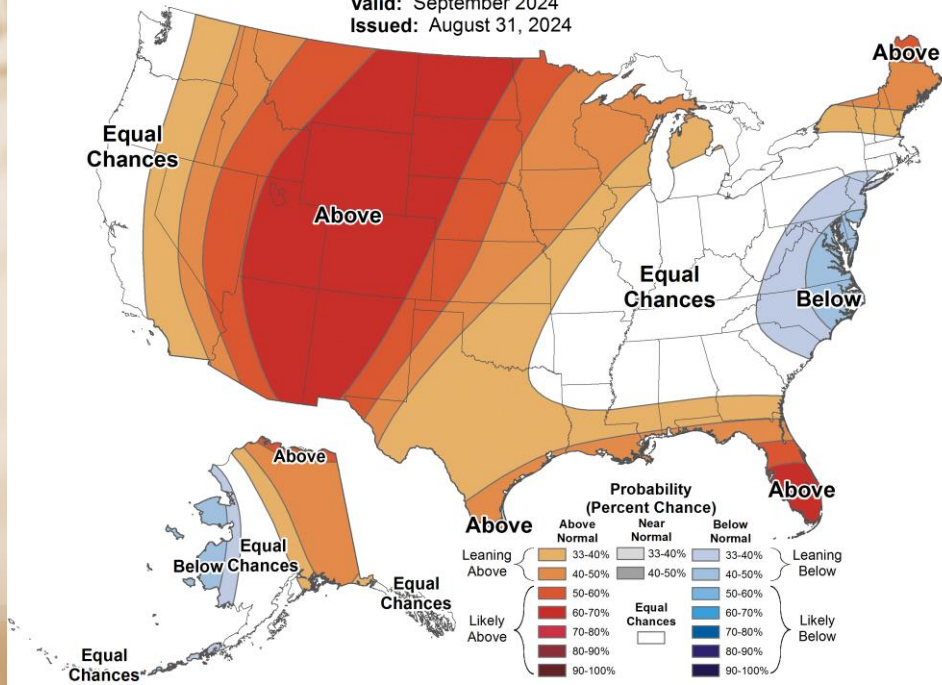 Valid: September 2024
Issued: August 31, 2024
Above
Equal
Chances
Above
Equal
Chances
Below
Above
Equal
Chances
Below
Equal
Chances
Equal
Chances
Above
Above
Probability
(Percent Chance)
Above
Normal
Near
Normal
Below
Normal
Leaning
Above
33-40%
40-50%
Likely
Above
50-60%
60-70%
70-80%
80-90%
90-100%
33-40%
40-50%
Equal
Chances
33-40%
40-50%
Leaning
Below
50-60%
60-70%
70-80%
80-90%
90-100%
Likely
Below